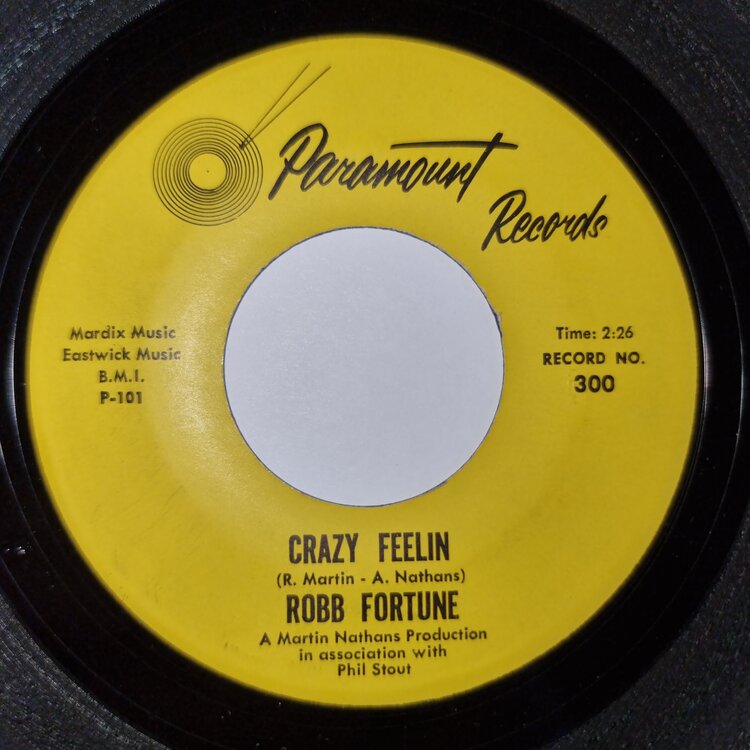 Paramount
Records
Mardix Music
Eastwick Music
B.M.I.
P-101
Time: 2:26
RECORD NO.
300
CRAZY FEELIN
(R. Martin - A. Nathans)
ROBB FORTUNE
A Martin Nathans Production
in association with
Phil Stout